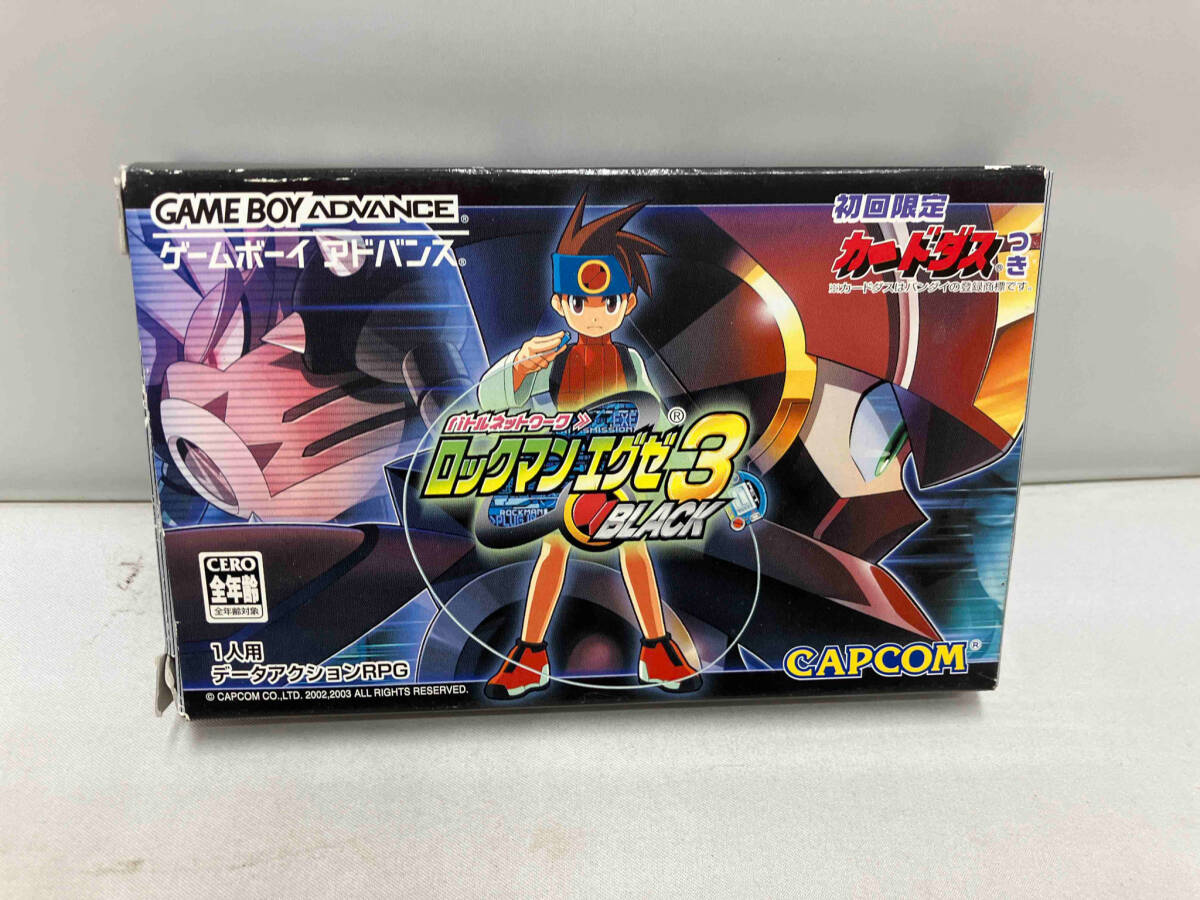 GAME BOY ADVANCE®
ゲームボーイ アドバンス®
初回限定
カードダス®つき
※カードダスはバンダイの登録商標です。
バトルネットワーク
ロックマンエグゼ3®
BLACK
ROCKMAN
CERO
全年齢
全年齢対象
1人用
データアクションRPG
© CAPCOM CO.,LTD. 2002,2003 ALL RIGHTS RESERVED.
CAPCOM®